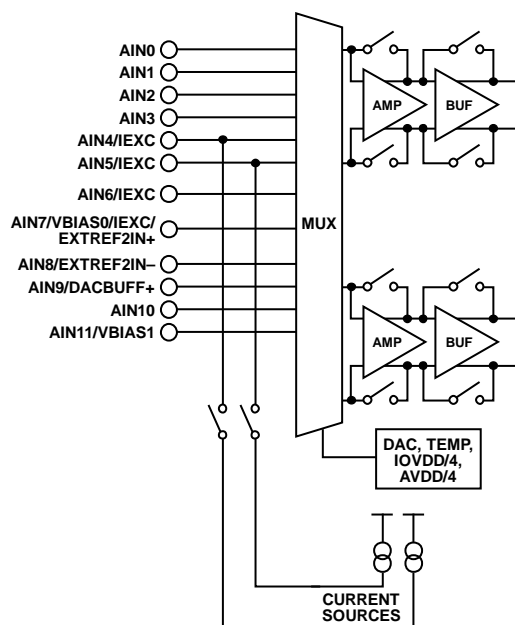 AIN0
AIN1
AIN2
AIN3
AIN4/IEXC
AIN5/IEXC
AIN6/IEXC
AIN7/VBIAS0/IEXC/
EXTREF2IN+
AIN8/EXTREF2IN–
AIN9/DACBUFF+
AIN10
AIN11/VBIAS1
MUX
AMP
BUF
AMP
BUF
DAC, TEMP,
IOVDD/4,
AVDD/4
CURRENT
SOURCES